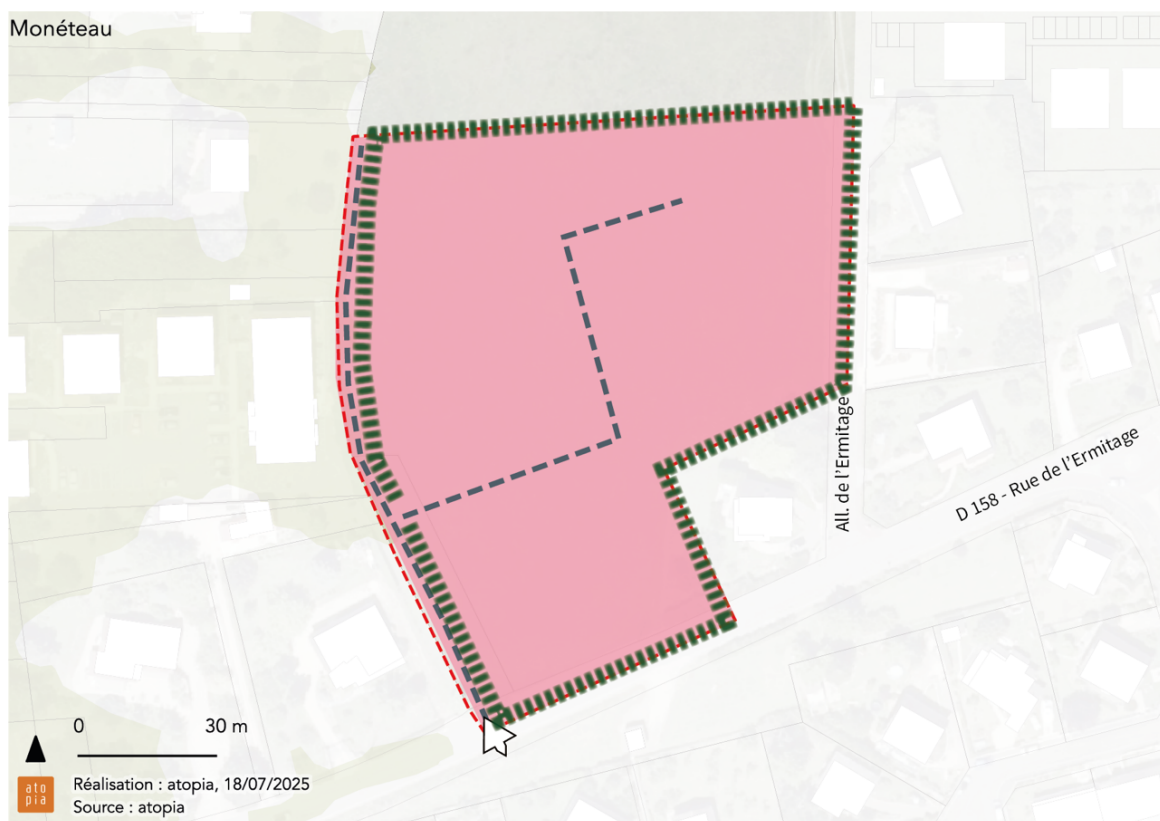 Monéteau
All. de l'Ermitage
D 158 - Rue de l'Ermitage
0 30 m
ato
pia
Réalisation : atopia, 18/07/2025
Source : atopia